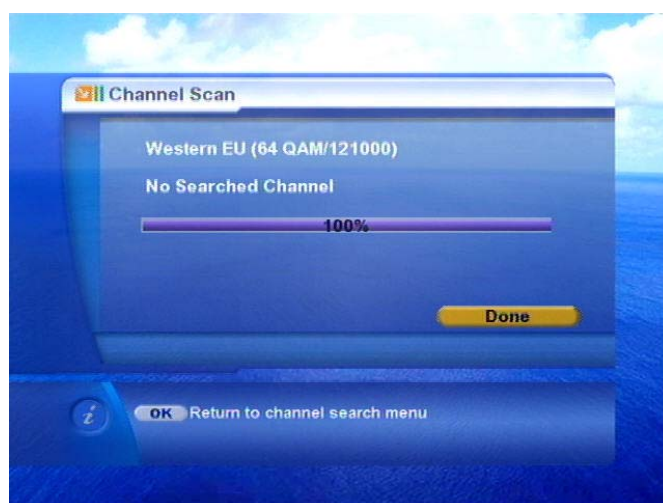 Channel Scan
Western EU (64 QAM/121000)
No Searched Channel
100%
Done
i
OK Return to channel search menu